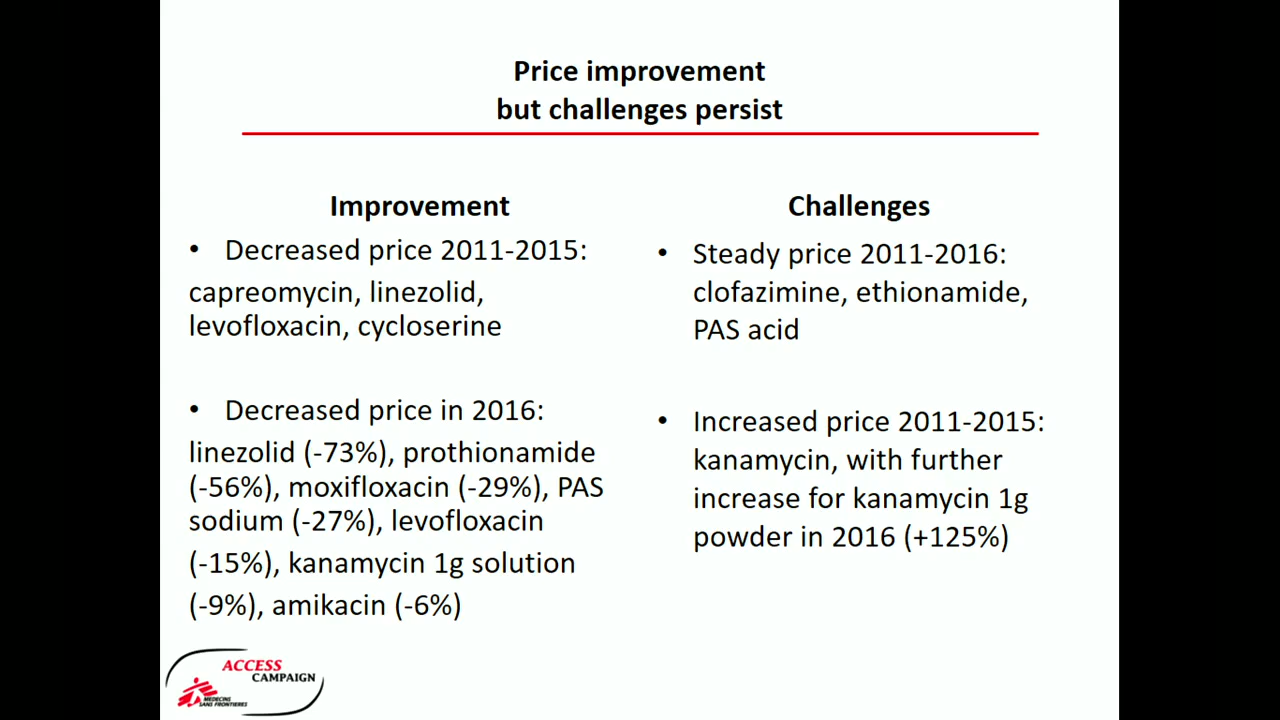 Price improvement
but challenges persist
Improvement
• Decreased price 2011-2015:
capreomycin, linezolid,
levofloxacin, cycloserine
• Decreased price in 2016:
linezolid (-73%), prothionamide
(-56%), moxifloxacin (-29%), PAS
sodium (-27%), levofloxacin
(-15%), kanamycin 1g solution
(-9%), amikacin (-6%)
Challenges
• Steady price 2011-2016:
clofazimine, ethionamide,
PAS acid
• Increased price 2011-2015:
kanamycin, with further
increase for kanamycin 1g
powder in 2016 (+125%)
ACCESS
CAMPAIGN
MEDECINS
SANS FRONTIERES